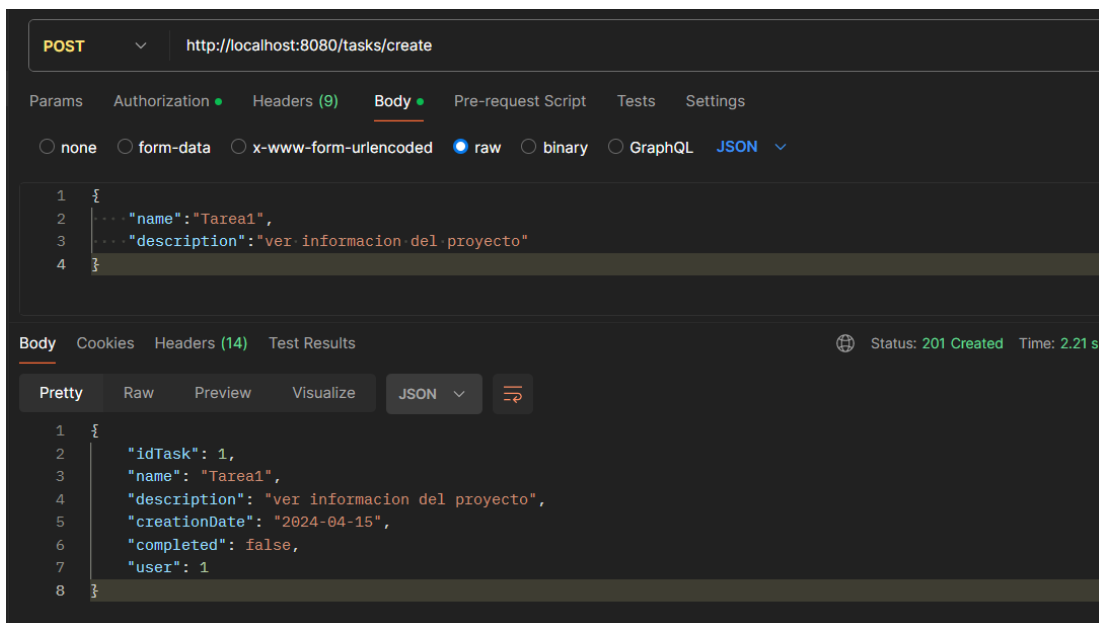 POST http://localhost:8080/tasks/create
Params Authorization Headers (9) Body Pre-request Script Tests Settings
none form-data x-www-form-urlencoded raw binary GraphQL JSON
1 {
2 ····"name":"Tarea1",
3 ····"description":"ver·informacion·del·proyecto"
4 }
Body Cookies Headers (14) Test Results Status: 201 Created Time: 2.21 s
Pretty Raw Preview Visualize JSON
1 {
2 "idTask": 1,
3 "name": "Tarea1",
4 "description": "ver informacion del proyecto",
5 "creationDate": "2024-04-15",
6 "completed": false,
7 "user": 1
8 }